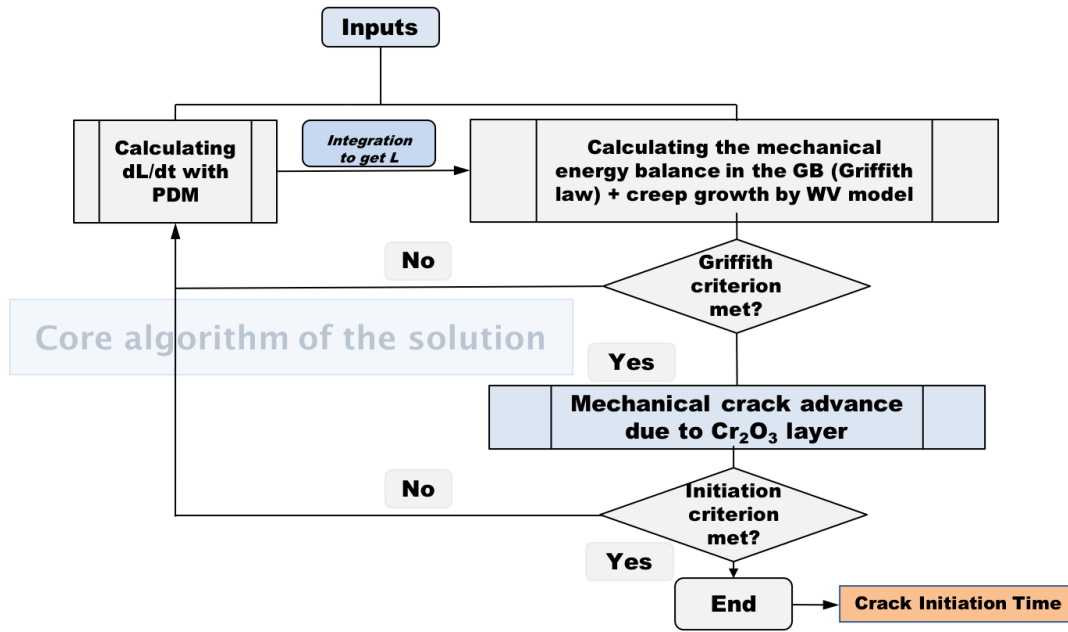 Inputs
Calculating
dL/dt with
PDM
Integration
to get L
Calculating the mechanical
energy balance in the GB (Griffith
law) + creep growth by WV model
No
Griffith
criterion
met?
Core algorithm of the solution
Yes
Mechanical crack advance
due to Cr₂O₃ layer
No
Initiation
criterion
met?
Yes
End
Crack Initiation Time